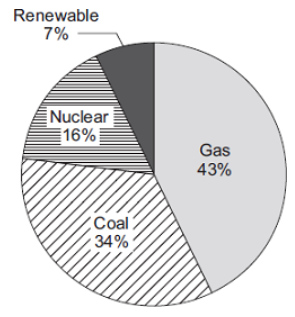 Renewable
7%
Nuclear
16%
Gas
43%
Coal
34%